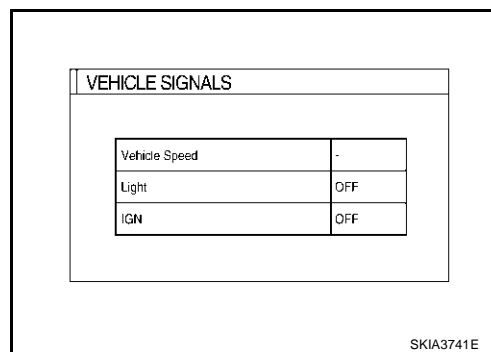 VEHICLE SIGNALS
Vehicle Speed -
Light OFF
IGN OFF
SKIA3741E